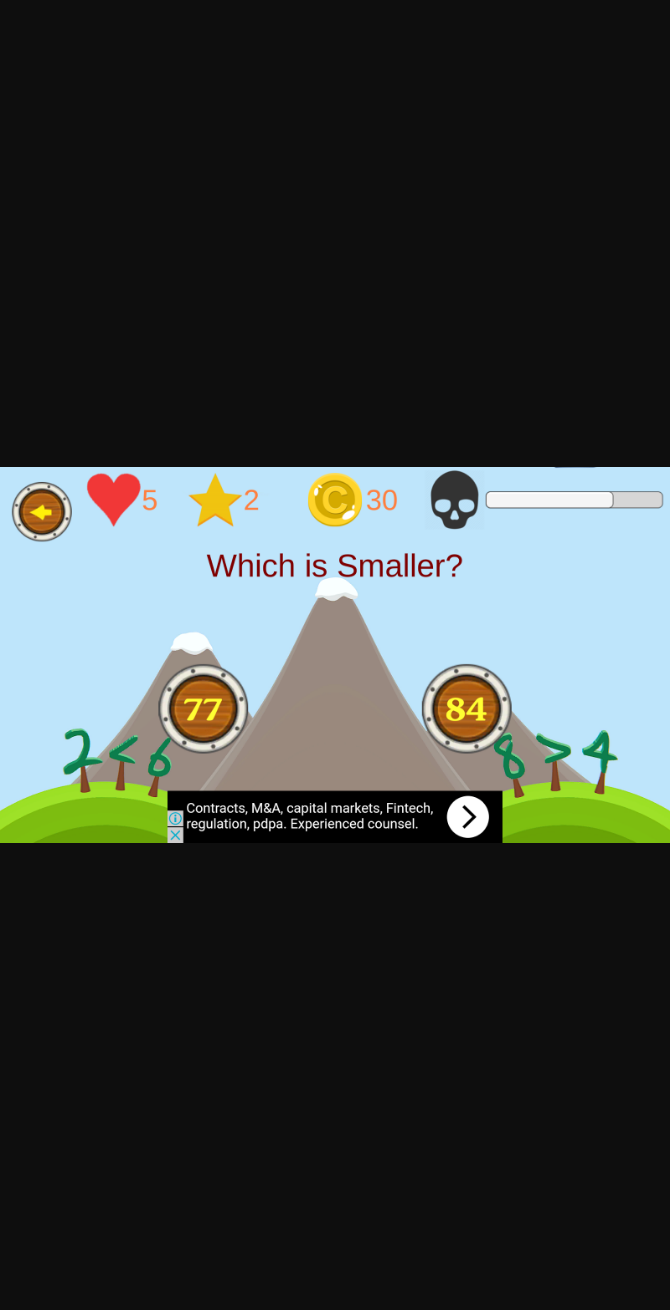 5 2 C 30
Which is Smaller?
77 84
2 < 6 8 > 4
Contracts, M&A, capital markets, Fintech,
regulation, pdpa. Experienced counsel.